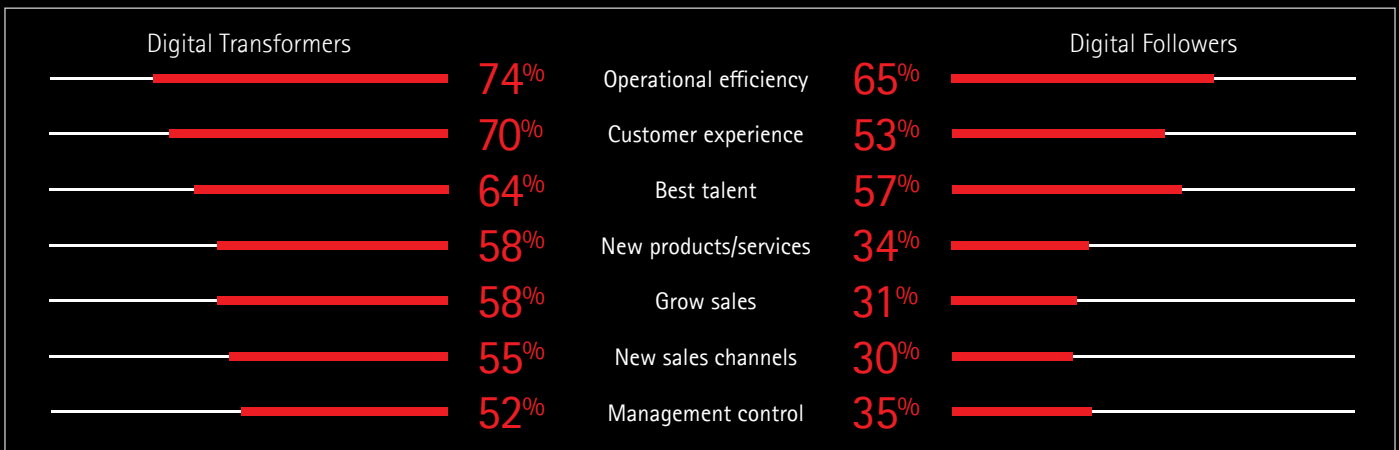 Digital Transformers Digital Followers
74% Operational efficiency 65%
70% Customer experience 53%
64% Best talent 57%
58% New products/services 34%
58% Grow sales 31%
55% New sales channels 30%
52% Management control 35%